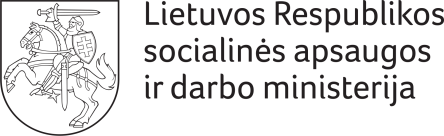 Lietuvos Respublikos
socialinės apsaugos
ir darbo ministerija